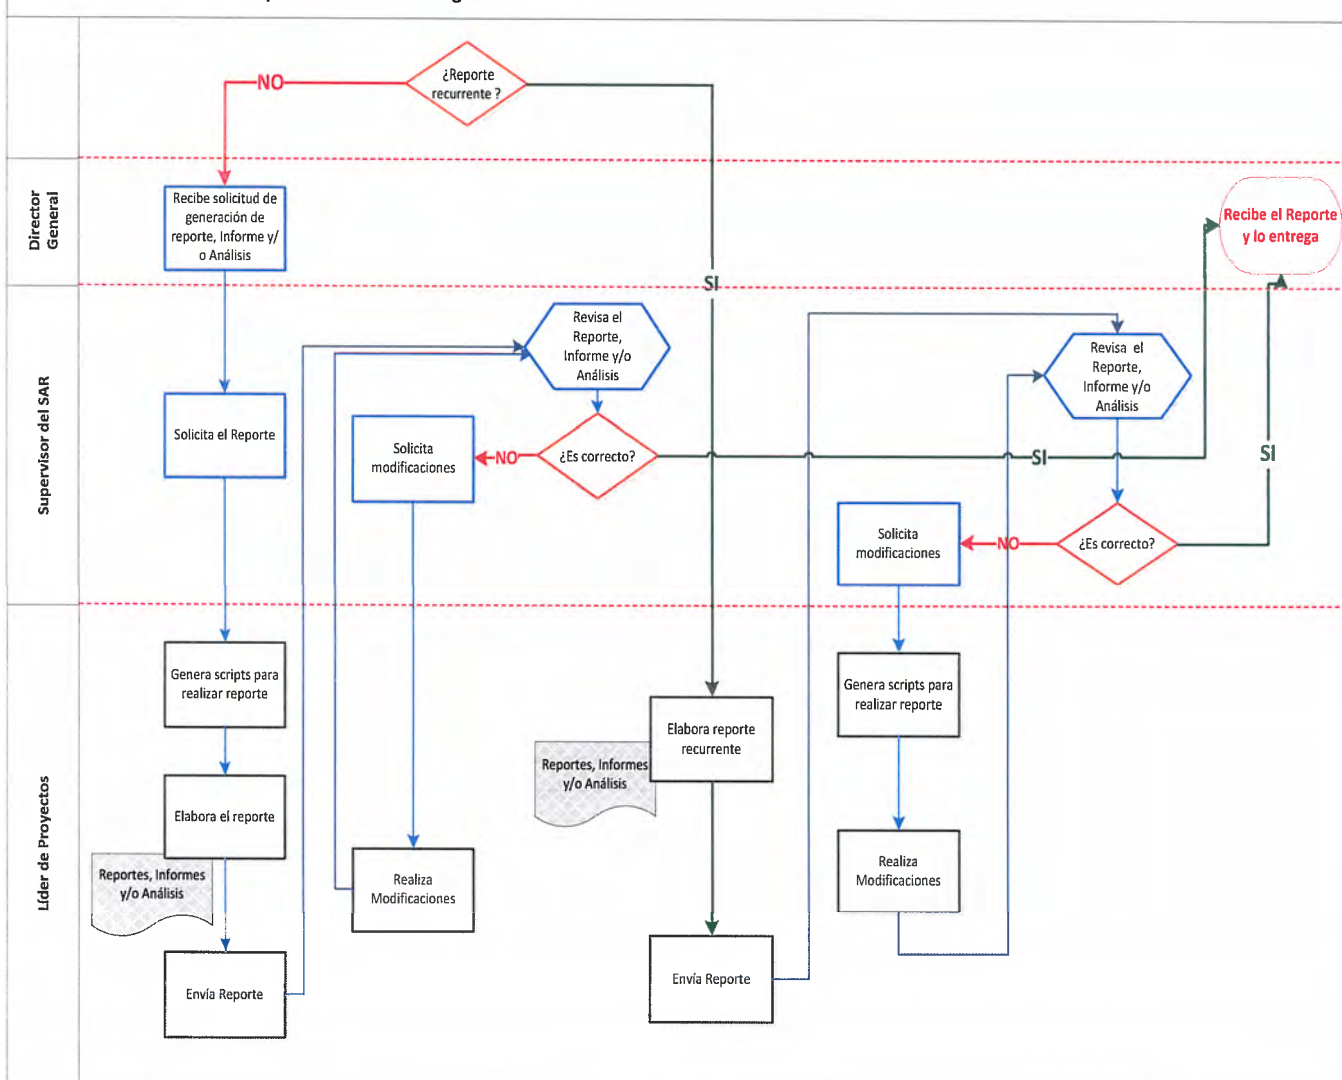 ¿Reporte
recurrente ?
NO
Director
General
Recibe solicitud de
generación de
reporte, Informe y/
o Análisis
Recibe el Reporte
y lo entrega
SI
Supervisor del SAR
Solicita el Reporte
Revisa el
Reporte,
Informe y/o
Análisis
Solicita
modificaciones
NO
¿Es correcto?
SI
Revisa el
Reporte,
Informe y/o
Análisis
SI
Solicita
modificaciones
NO
¿Es correcto?
Líder de Proyectos
Genera scripts para
realizar reporte
Elabora el reporte
Reportes, Informes
y/o Análisis
Envía Reporte
Realiza
Modificaciones
Elabora reporte
recurrente
Reportes, Informes
y/o Análisis
Envía Reporte
Genera scripts para
realizar reporte
Realiza
Modificaciones